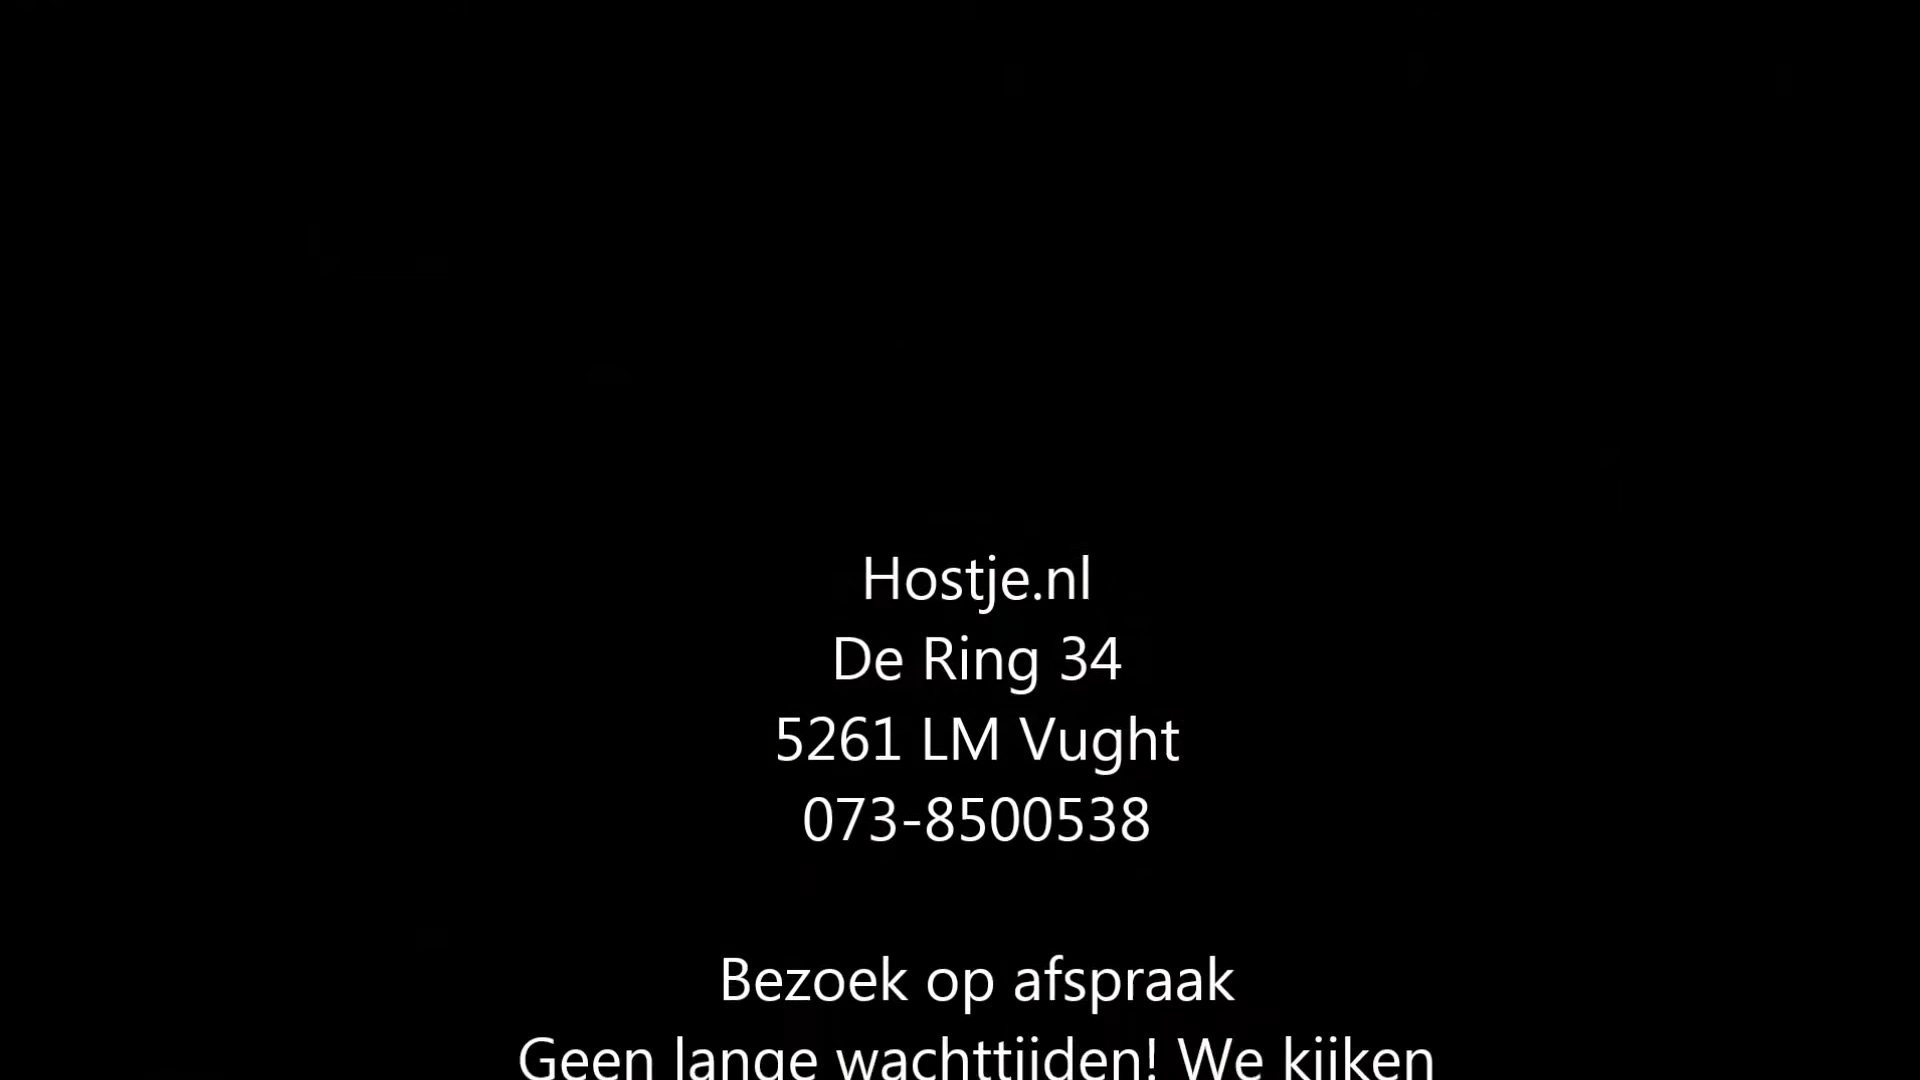 Hostje.nl
De Ring 34
5261 LM Vught
073-8500538
Bezoek op afspraak
Geen lange wachttijden! We kijken